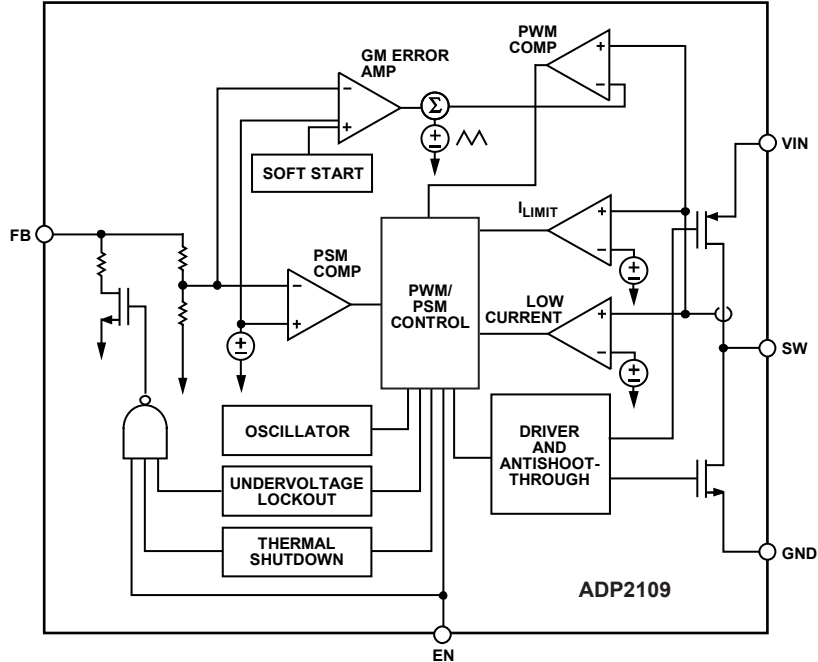 PWM
COMP
GM ERROR
AMP
−
+
+
−
Σ
+
−
SOFT START
VIN
FB
PSM
COMP
−
+
+
−
PWM/
PSM
CONTROL
ILIMIT
+
−
+
−
LOW
CURRENT
+
−
+
−
SW
OSCILLATOR
UNDERVOLTAGE
LOCKOUT
THERMAL
SHUTDOWN
DRIVER
AND
ANTISHOOT-
THROUGH
GND
ADP2109
EN